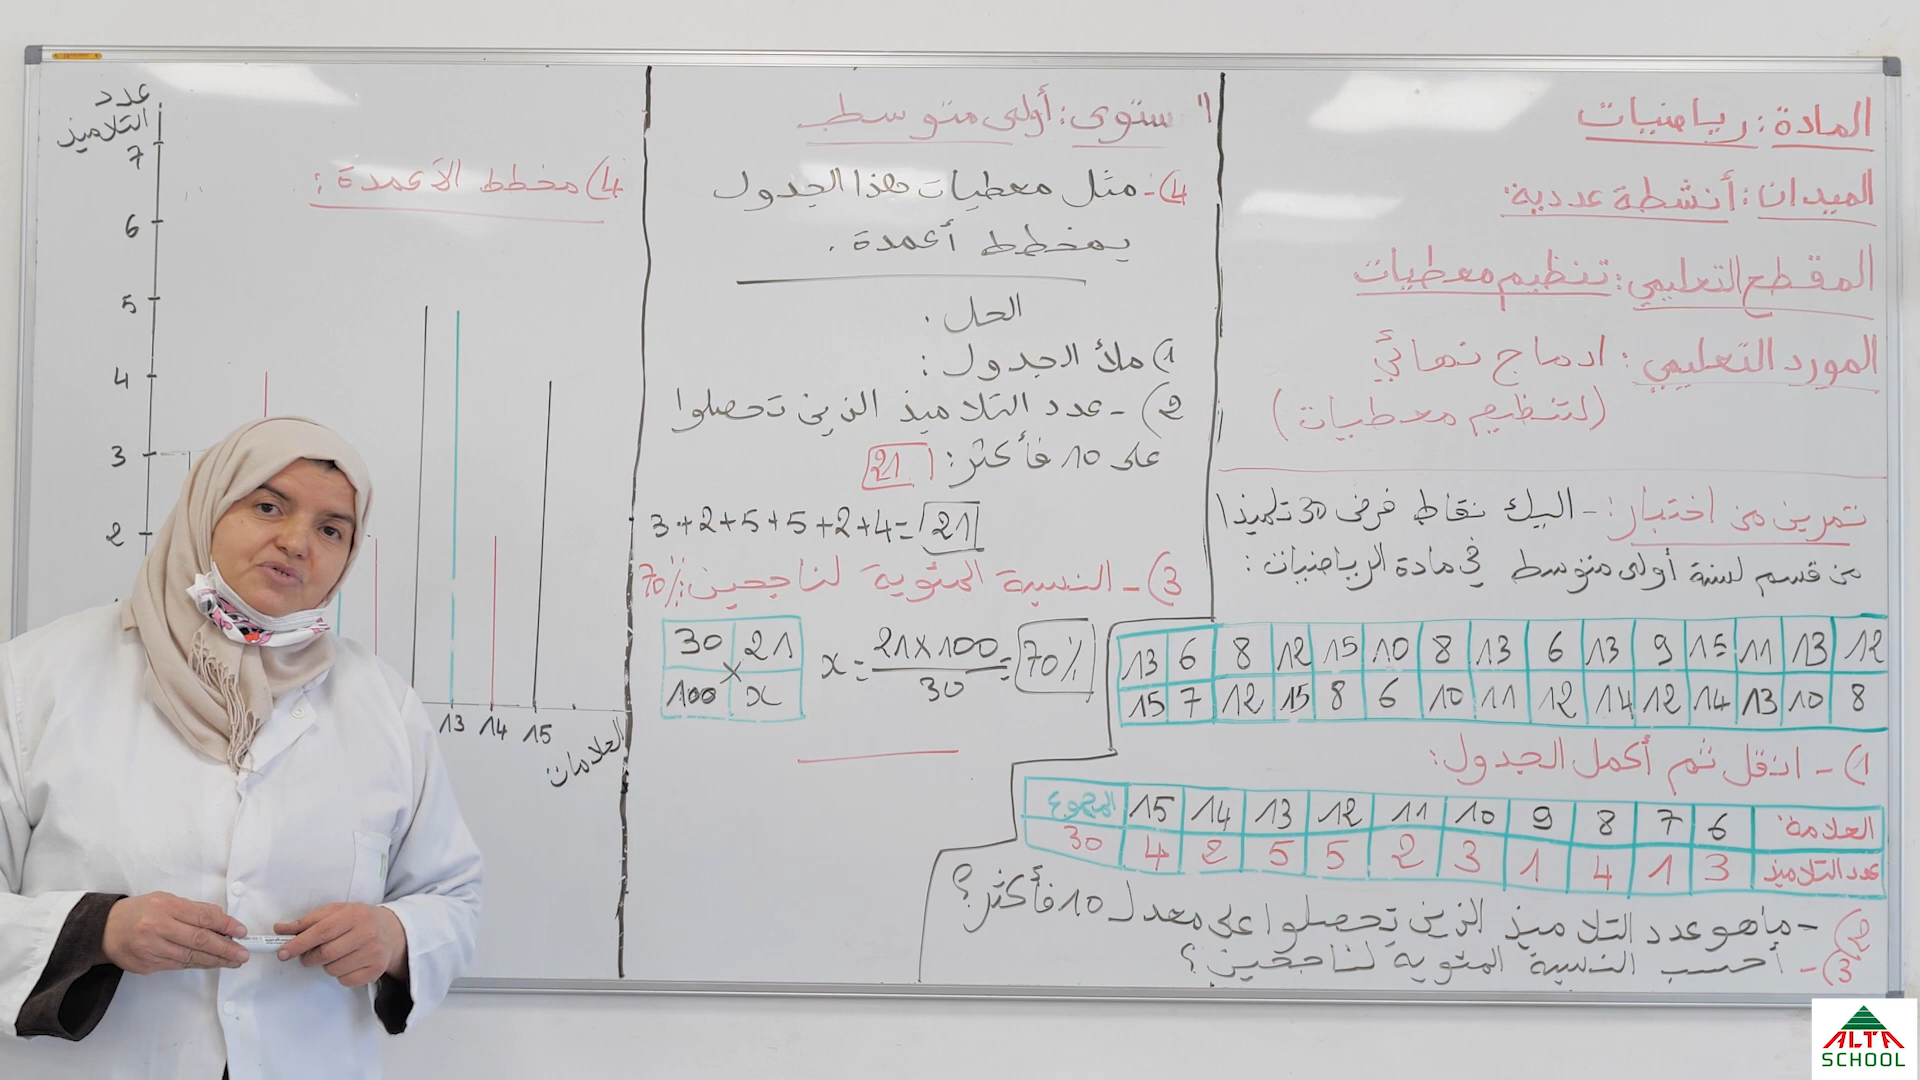 المادة: رياضيات
الميدان: أنشطة عددية
المقطع التعليمي: تنظيم معطيات
المورد التعليمي: ادماج نهائي
(لتنظيم معطيات)
تمرين من اختبار: - اليك نقاط فرض 30 تلميذا
من قسم لسنة أولى متوسط في مادة الرياضيات:
13 6 8 12 15 10 8 13 6 13 9 15 11 13 12
15 7 12 15 8 6 10 11 12 14 12 14 13 10 8
1) - انقل ثم أكمل الجدول:
العلامة 6 7 8 9 10 11 12 13 14 15 المجموع
عدد التلاميذ 3 1 4 1 3 2 5 5 2 4 30
2) - ماهو عدد التلاميذ الذين تحصلوا على معدل 10 فأكثر؟
3) - أحسب النسبة المئوية لناجحين؟
ستوى: أولى متوسط
4) - مثل معطيات هذا الجدول
بمخطط أعمدة.
الحل.
1) ملأ الجدول:
2) - عدد التلاميذ الذين تحصلوا
على 10 فأكثر: 21
3+2+5+5+2+4=21
3) - النسبة المئوية لناجحين: 70%
30 21
100 x
x = 21×100 / 30 = 70%
4) مخطط الأعمدة:
عدد
التلاميذ
7
6
5
4
3
2
13 14 15
العلامات
ALTA
SCHOOL